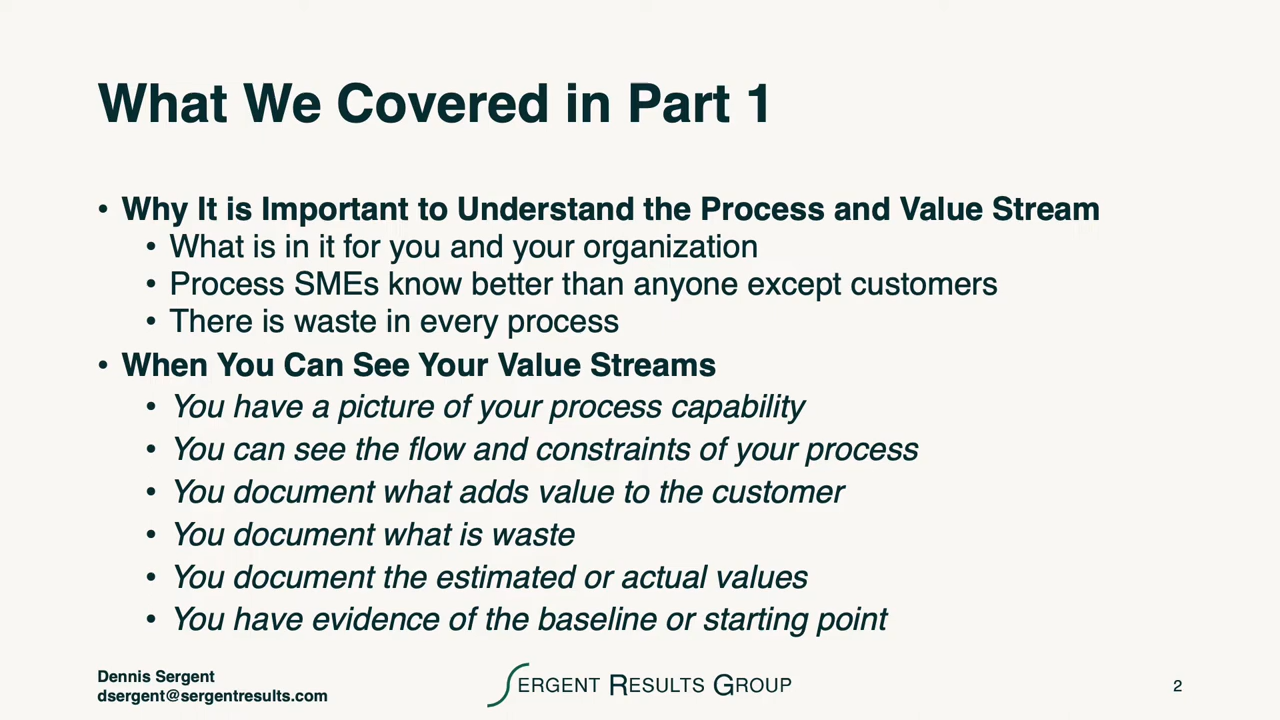 What We Covered in Part 1
• Why It is Important to Understand the Process and Value Stream
• What is in it for you and your organization
• Process SMEs know better than anyone except customers
• There is waste in every process
• When You Can See Your Value Streams
• You have a picture of your process capability
• You can see the flow and constraints of your process
• You document what adds value to the customer
• You document what is waste
• You document the estimated or actual values
• You have evidence of the baseline or starting point
Dennis Sergent
dsergent@sergentresults.com
SERGENT RESULTS GROUP
2